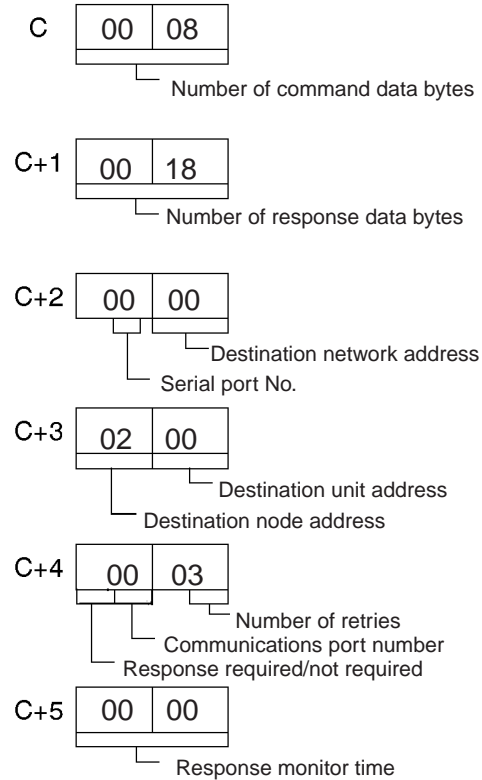 C 00 08
Number of command data bytes
C+1 00 18
Number of response data bytes
C+2 00 00
Destination network address
Serial port No.
C+3 02 00
Destination unit address
Destination node address
C+4 00 03
Number of retries
Communications port number
Response required/not required
C+5 00 00
Response monitor time